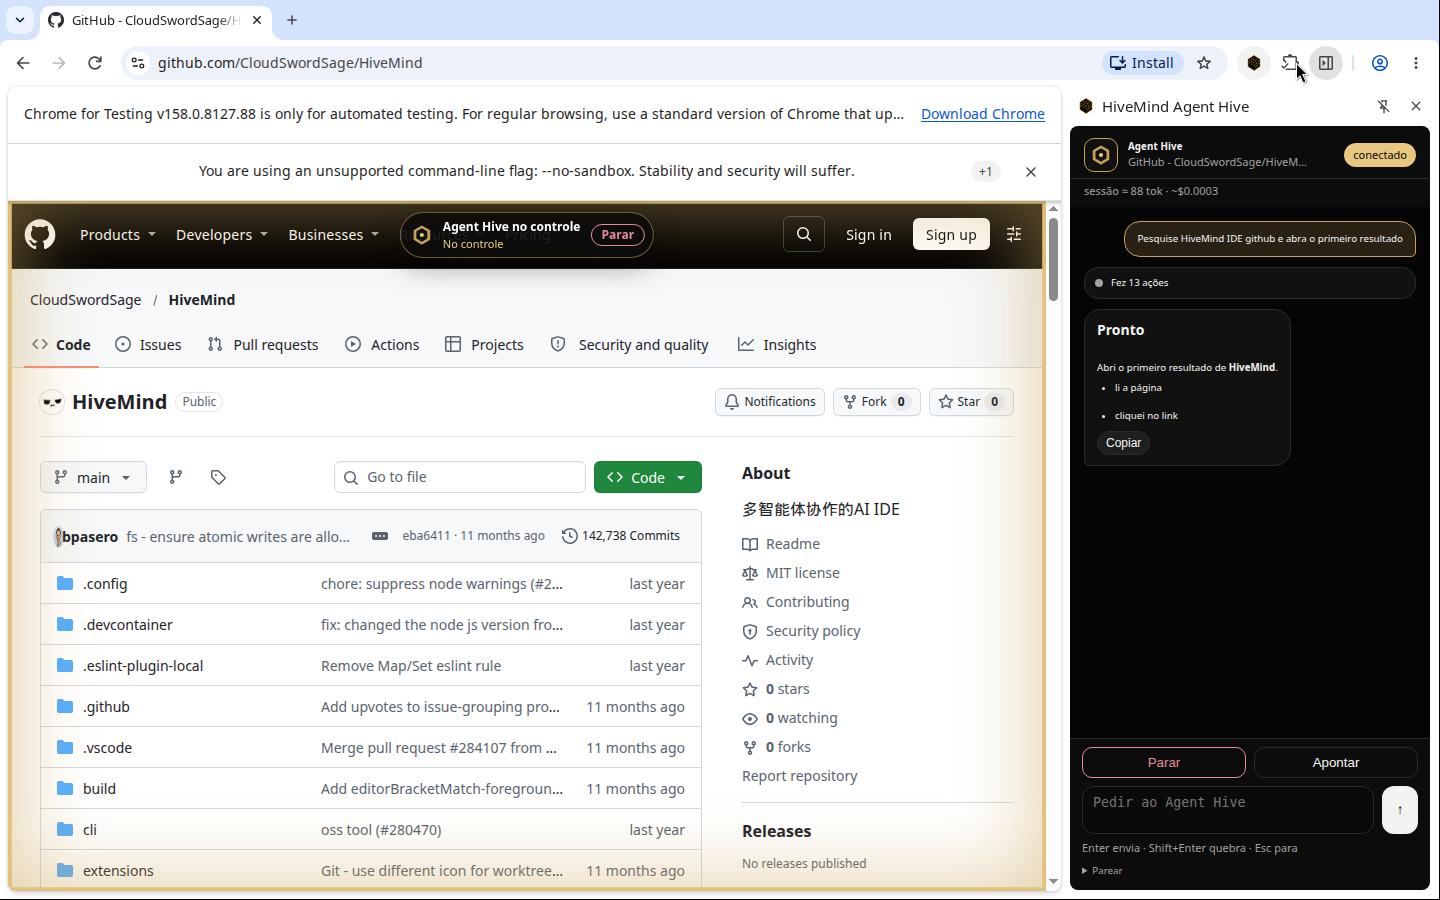 GitHub - CloudSwordSage/H
github.com/CloudSwordSage/HiveMind
Install
Chrome for Testing v158.0.8127.88 is only for automated testing. For regular browsing, use a standard version of Chrome that up...
Download Chrome
You are using an unsupported command-line flag: --no-sandbox. Stability and security will suffer.
+1
Products
Developers
Businesses
Agent Hive no controle
No controle
Parar
Sign in
Sign up
CloudSwordSage / HiveMind
Code
Issues
Pull requests
Actions
Projects
Security and quality
Insights
HiveMind
Public
Notifications
Fork 0
Star 0
main
Go to file
Code
bpasero fs - ensure atomic writes are allo... eba6411 · 11 months ago 142,738 Commits
.config chore: suppress node warnings (#2... last year
.devcontainer fix: changed the node js version fro... last year
.eslint-plugin-local Remove Map/Set eslint rule last year
.github Add upvotes to issue-grouping pro... 11 months ago
.vscode Merge pull request #284107 from ... 11 months ago
build Add editorBracketMatch-foregroun... 11 months ago
cli oss tool (#280470) last year
extensions Git - use different icon for worktree... 11 months ago
About
多智能体协作的AI IDE
Readme
MIT license
Contributing
Security policy
Activity
0 stars
0 watching
0 forks
Report repository
Releases
No releases published
HiveMind Agent Hive
Agent Hive
GitHub - CloudSwordSage/HiveM...
conectado
sessão ≈ 88 tok · ~$0.0003
Pesquise HiveMind IDE github e abra o primeiro resultado
Fez 13 ações
Pronto
Abri o primeiro resultado de HiveMind.
• li a página
• cliquei no link
Copiar
Parar
Apontar
Pedir ao Agent Hive
↑
Enter envia · Shift+Enter quebra · Esc para
Parear